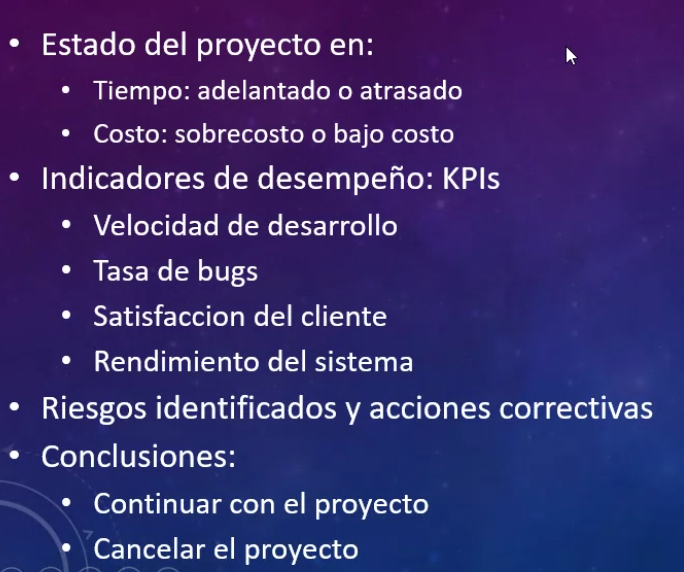 • Estado del proyecto en:
• Tiempo: adelantado o atrasado
• Costo: sobrecosto o bajo costo
• Indicadores de desempeño: KPIs
• Velocidad de desarrollo
• Tasa de bugs
• Satisfaccion del cliente
• Rendimiento del sistema
• Riesgos identificados y acciones correctivas
• Conclusiones:
• Continuar con el proyecto
• Cancelar el proyecto